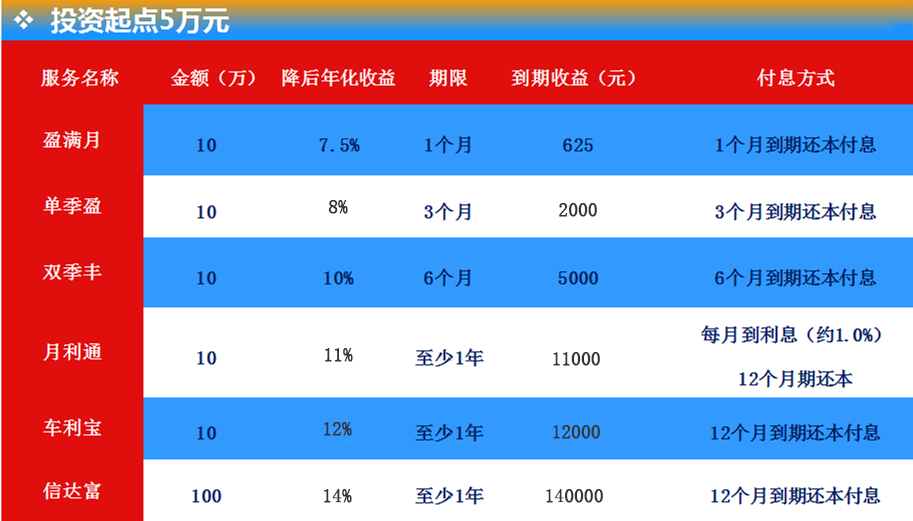 ❖ 投资起点5万元
服务名称 金额（万） 降后年化收益 期限 到期收益（元） 付息方式
盈满月 10 7.5% 1个月 625 1个月到期还本付息
单季盈 10 8% 3个月 2000 3个月到期还本付息
双季丰 10 10% 6个月 5000 6个月到期还本付息
月利通 10 11% 至少1年 11000 每月到利息（约1.0%）
12个月期还本
车利宝 10 12% 至少1年 12000 12个月到期还本付息
信达富 100 14% 至少1年 140000 12个月到期还本付息